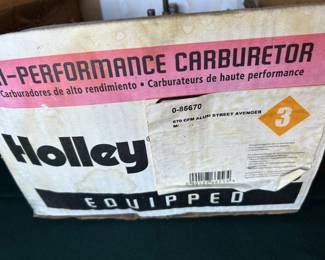 I-PERFORMANCE CARBURETOR
Carburadores de alto rendimiento • Carburateurs de haute performance
0-86670
670 CFM ALUM STREET AVENGER
3
Holley
EQUIPPED